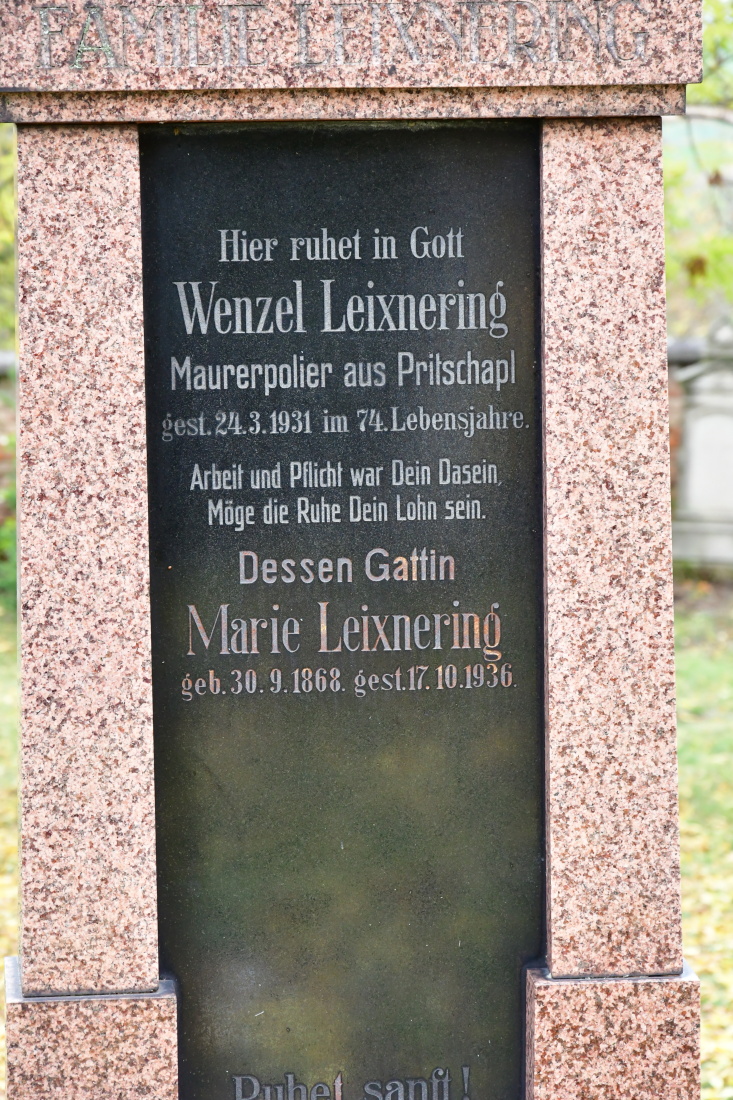 FAMILIE LEIXNERING
Hier ruhet in Gott
Wenzel Leixnering
Maurerpolier aus Pritschapl
gest. 24.3.1931 im 74. Lebensjahre.
Arbeit und Pflicht war Dein Dasein,
Möge die Ruhe Dein Lohn sein.
Dessen Gattin
Marie Leixnering
geb. 30.9.1868. gest. 17.10.1936.
Ruhet sanft!